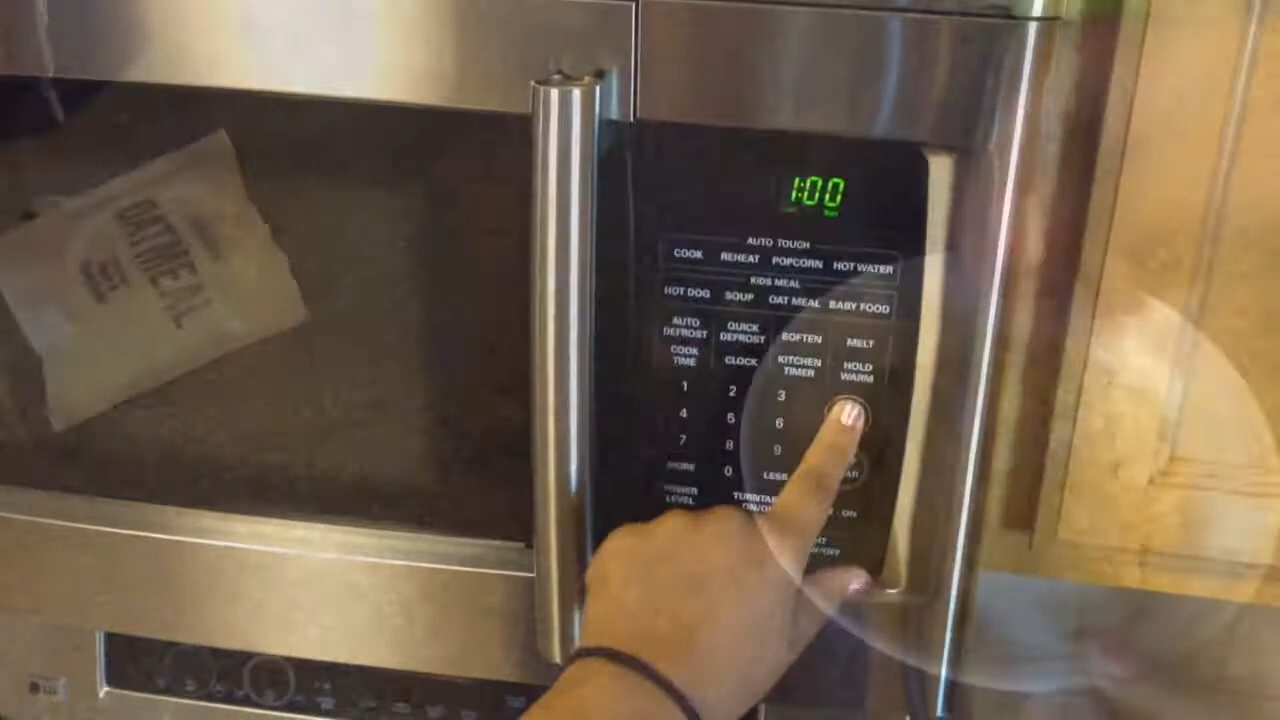 1:00
AUTO TOUCH
COOK REHEAT POPCORN HOT WATER
KIDS MEAL
HOT DOG SOUP OAT MEAL BABY FOOD
AUTO DEFROST QUICK DEFROST SOFTEN MELT
COOK TIME CLOCK KITCHEN TIMER HOLD WARM
1 2 3
4 5 6
7 8 9
MORE 0 LESS
POWER LEVEL
ON
OATMEAL
LG